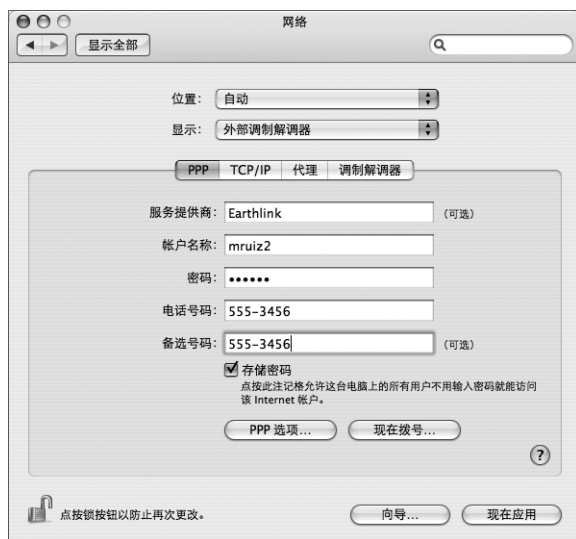 网络
显示全部
位置： 自动
显示： 外部调制解调器
PPP TCP/IP 代理 调制解调器
服务提供商： Earthlink （可选）
帐户名称： mruiz2
密码： ••••••
电话号码： 555-3456
备选号码： 555-3456 （可选）
存储密码
点按此注记格允许这台电脑上的所有用户不用输入密码就能访问
该 Internet 帐户。
PPP 选项... 现在拨号...
?
点按锁按钮以防止再次更改。 向导... 现在应用